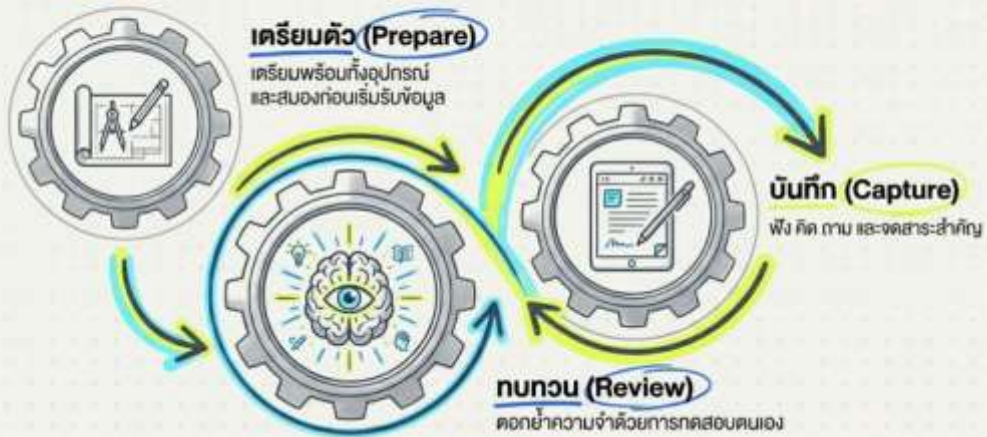 เตรียมตัว (Prepare)
เตรียมพร้อมทั้งอุปกรณ์
และสมองก่อนเริ่มรับข้อมูล
บันทึก (Capture)
ฟัง คิด ถาม และจดสาระสำคัญ
ทบทวน (Review)
ตอกย้ำความจำด้วยการทดสอบตนเอง